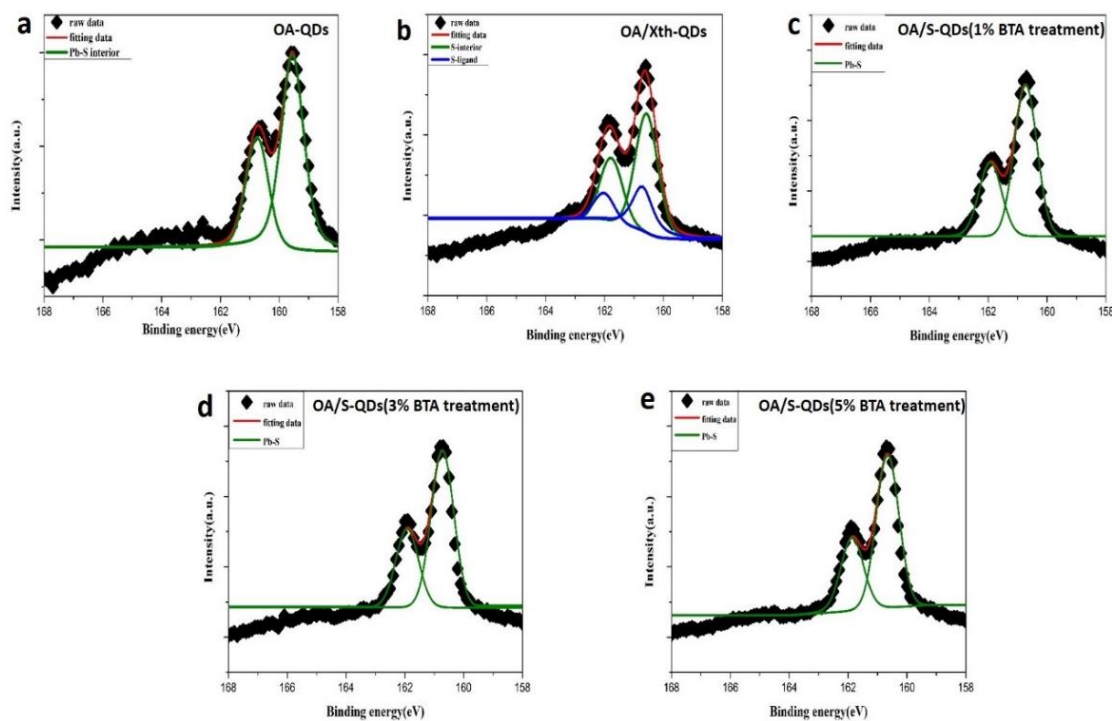 a
OA-QDs
raw data
fitting data
Pb-S interior
Intensity(a.u.)
168 166 164 162 160 158
Binding energy(eV)
b
OA/Xth-QDs
raw data
fitting data
S-interior
S-ligand
Intensity(a.u.)
168 166 164 162 160 158
Binding energy(eV)
c
OA/S-QDs(1% BTA treatment)
raw data
fitting data
Pb-S
Intensity(a.u.)
168 166 164 162 160 158
Binding energy(eV)
d
OA/S-QDs(3% BTA treatment)
raw data
fitting data
Pb-S
Intensity(a.u.)
168 166 164 162 160 158
Binding energy(eV)
e
OA/S-QDs(5% BTA treatment)
raw data
fitting data
Pb-S
Intensity(a.u.)
168 166 164 162 160 158
Binding energy(eV)